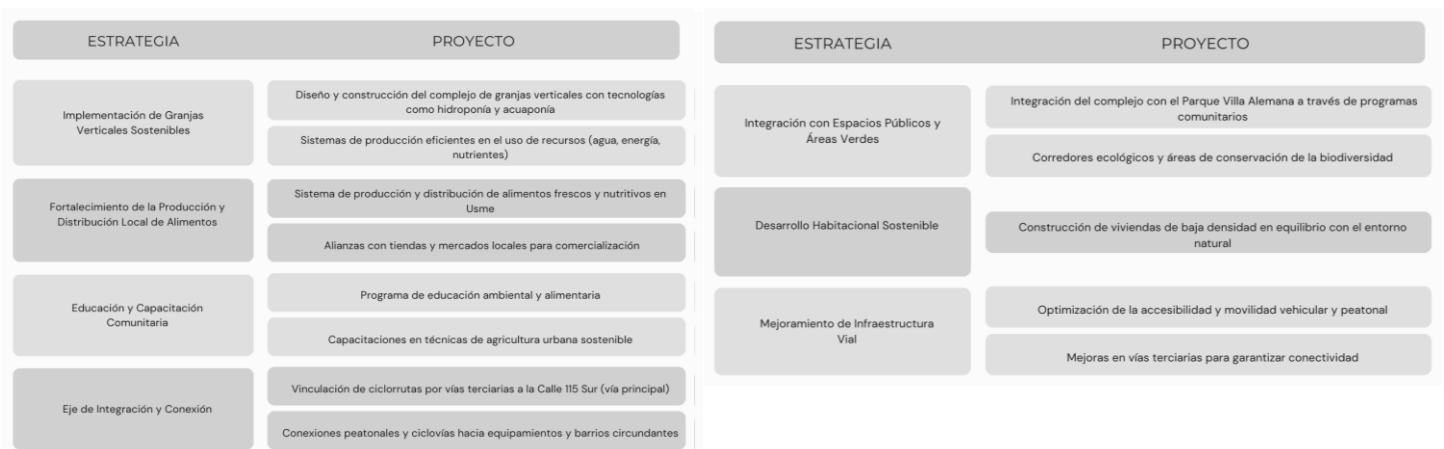 ESTRATEGIA
PROYECTO
Implementación de Granjas
Verticales Sostenibles
Diseño y construcción del complejo de granjas verticales con tecnologías
como hidroponía y acuaponía
Sistemas de producción eficientes en el uso de recursos (agua, energía,
nutrientes)
Fortalecimiento de la Producción y
Distribución Local de Alimentos
Sistema de producción y distribución de alimentos frescos y nutritivos en
Usme
Alianzas con tiendas y mercados locales para comercialización
Educación y Capacitación
Comunitaria
Programa de educación ambiental y alimentaria
Capacitaciones en técnicas de agricultura urbana sostenible
Eje de Integración y Conexión
Vinculación de ciclorrutas por vías terciarias a la Calle 115 Sur (vía principal)
Conexiones peatonales y ciclovías hacia equipamientos y barrios circundantes
ESTRATEGIA
PROYECTO
Integración con Espacios Públicos y
Áreas Verdes
Integración del complejo con el Parque Villa Alemana a través de programas
comunitarios
Corredores ecológicos y áreas de conservación de la biodiversidad
Desarrollo Habitacional Sostenible
Construcción de viviendas de baja densidad en equilibrio con el entorno
natural
Mejoramiento de Infraestructura
Vial
Optimización de la accesibilidad y movilidad vehicular y peatonal
Mejoras en vías terciarias para garantizar conectividad